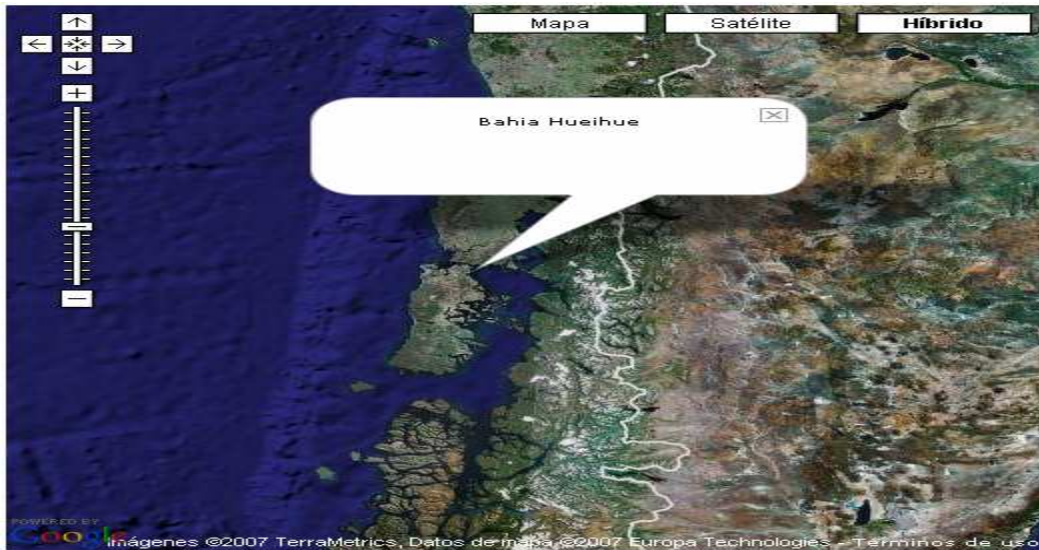 Mapa Satélite Híbrido
Bahia Hueihue
POWERED BY
Google
Imágenes ©2007 TerraMetrics, Datos de mapa ©2007 Europa Technologies - Términos de uso